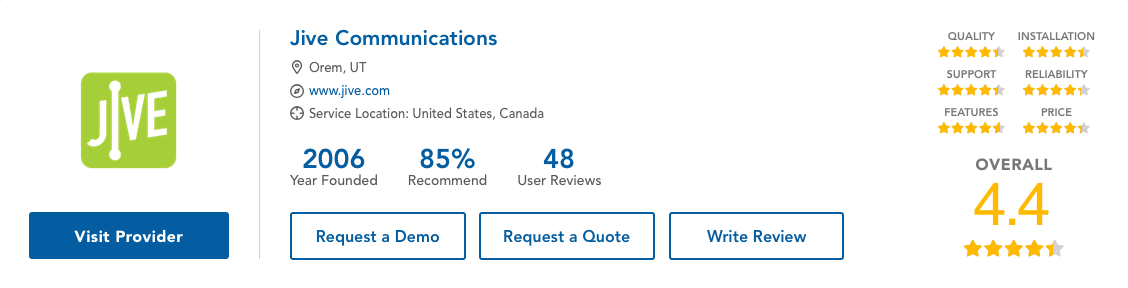 JIVE
Visit Provider
Jive Communications
Orem, UT
www.jive.com
Service Location: United States, Canada
2006 85% 48
Year Founded Recommend User Reviews
Request a Demo Request a Quote Write Review
QUALITY INSTALLATION
SUPPORT RELIABILITY
FEATURES PRICE
OVERALL
4.4